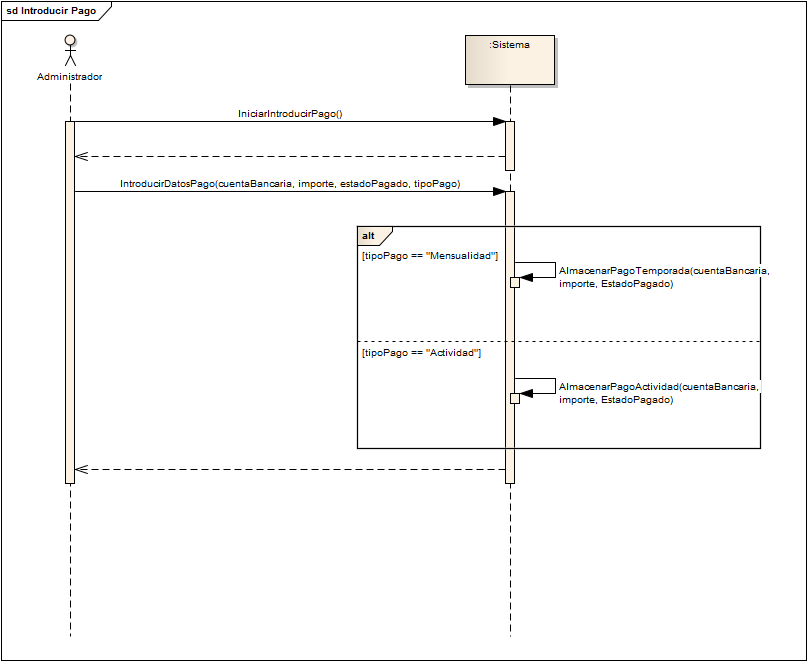 sd Introducir Pago
Administrador
:Sistema
IniciarIntroducirPago()
IntroducirDatosPago(cuentaBancaria, importe, estadoPagado, tipoPago)
alt
[tipoPago == "Mensualidad"]
AlmacenarPagoTemporada(cuentaBancaria,
importe, EstadoPagado)
[tipoPago == "Actividad"]
AlmacenarPagoActividad(cuentaBancaria,
importe, EstadoPagado)